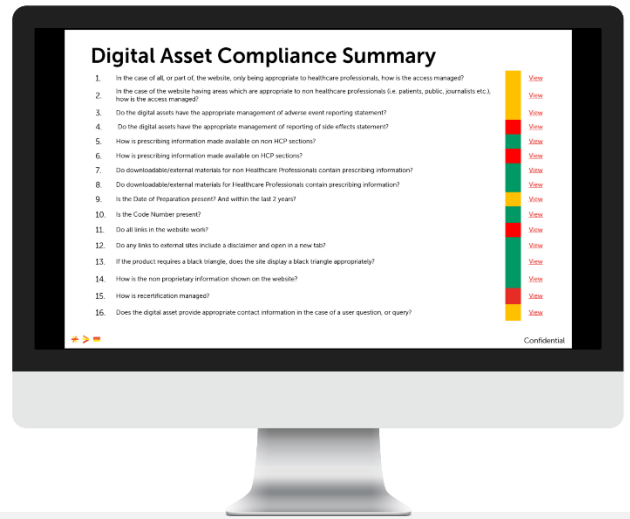 Digital Asset Compliance Summary
1. In the case of all, or part of, the website, only being appropriate to healthcare professionals, how is the access managed? View
2. In the case of the website having areas which are appropriate to non healthcare professionals (i.e. patients, public, journalists etc.), View
how is the access managed?
3. Do the digital assets have the appropriate management of adverse event reporting statement? View
4. Do the digital assets have the appropriate management of reporting of side effects statement? View
5. How is prescribing information made available on non HCP sections? View
6. How is prescribing information made available on HCP sections? View
7. Do downloadable/external materials for non Healthcare Professionals contain prescribing information? View
8. Do downloadable/external materials for Healthcare Professionals contain prescribing information? View
9. Is the Date of Preparation present? And within the last 2 years? View
10. Is the Code Number present? View
11. Do all links in the website work? View
12. Do any links to external sites include a disclaimer and open in a new tab? View
13. If the product requires a black triangle, does the site display a black triangle appropriately? View
14. How is the non proprietary information shown on the website? View
15. How is recertification managed? View
16. Does the digital asset provide appropriate contact information in the case of a user question, or query? View
Confidential